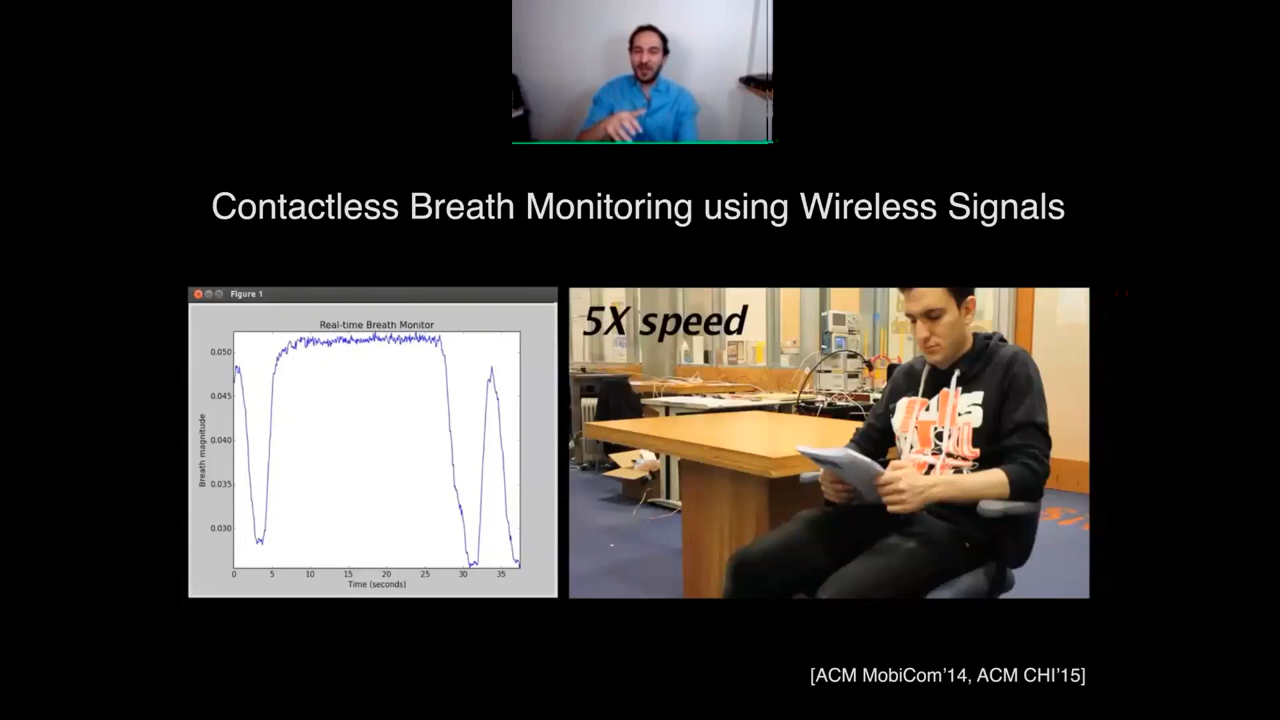 Contactless Breath Monitoring using Wireless Signals
Figure 1
Real-time Breath Monitor
0.050
0.045
0.040
0.035
0.030
Breath magnitude
0 5 10 15 20 25 30 35
Time (seconds)
5X speed
[ACM MobiCom'14, ACM CHI'15]